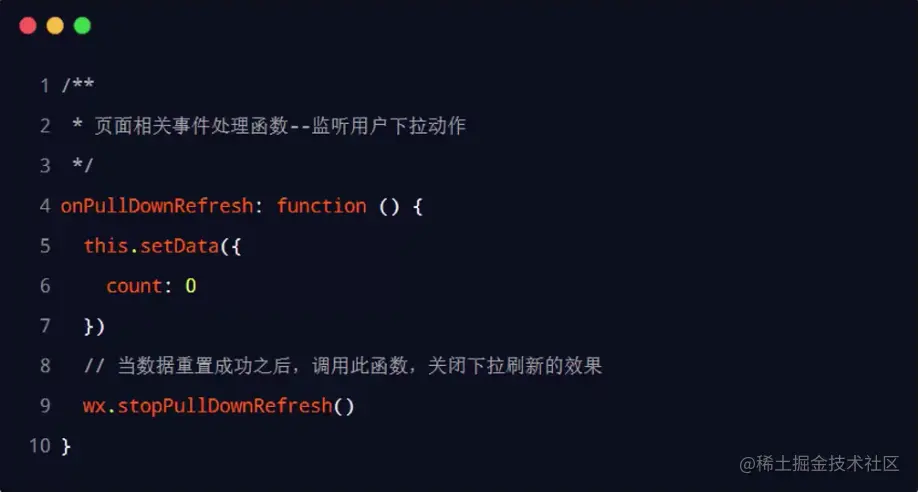 1 /**
2  * 页面相关事件处理函数--监听用户下拉动作
3  */
4 onPullDownRefresh: function () {
5   this.setData({
6     count: 0
7   })
8   // 当数据重置成功之后，调用此函数，关闭下拉刷新的效果
9   wx.stopPullDownRefresh()
10 }
@稀土掘金技术社区